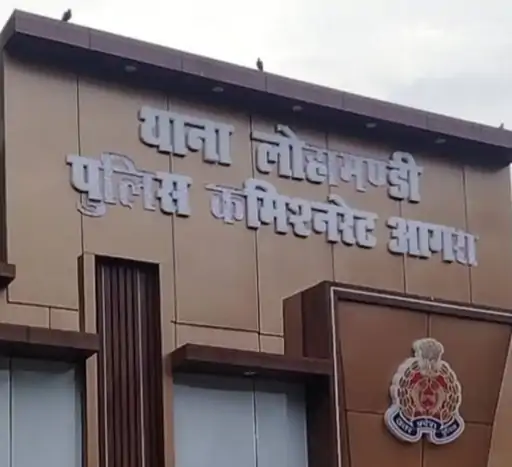 थाना लोहामण्डी
पुलिस कमिश्नरेट आगरा